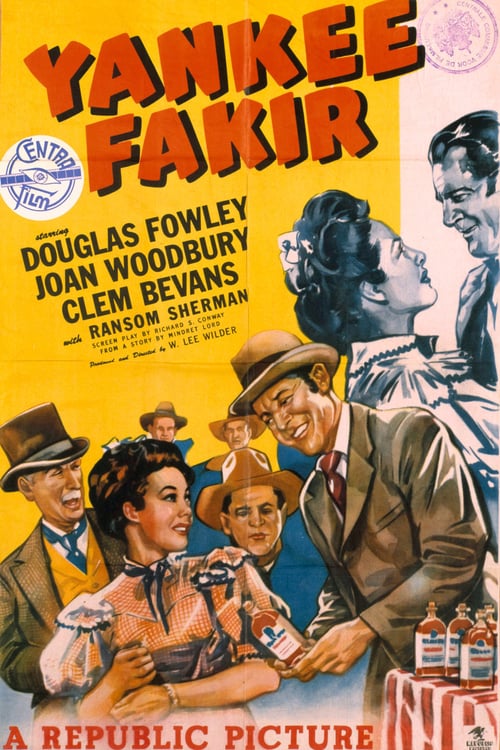 YANKEE
FAKIR
CENTRA
FILM
starring
DOUGLAS FOWLEY
JOAN WOODBURY
CLEM BEVANS
with RANSOM SHERMAN
SCREEN PLAY BY RICHARD S. CONWAY
FROM A STORY BY MINDRET LORD
Produced and Directed by W. LEE WILDER
A REPUBLIC PICTURE